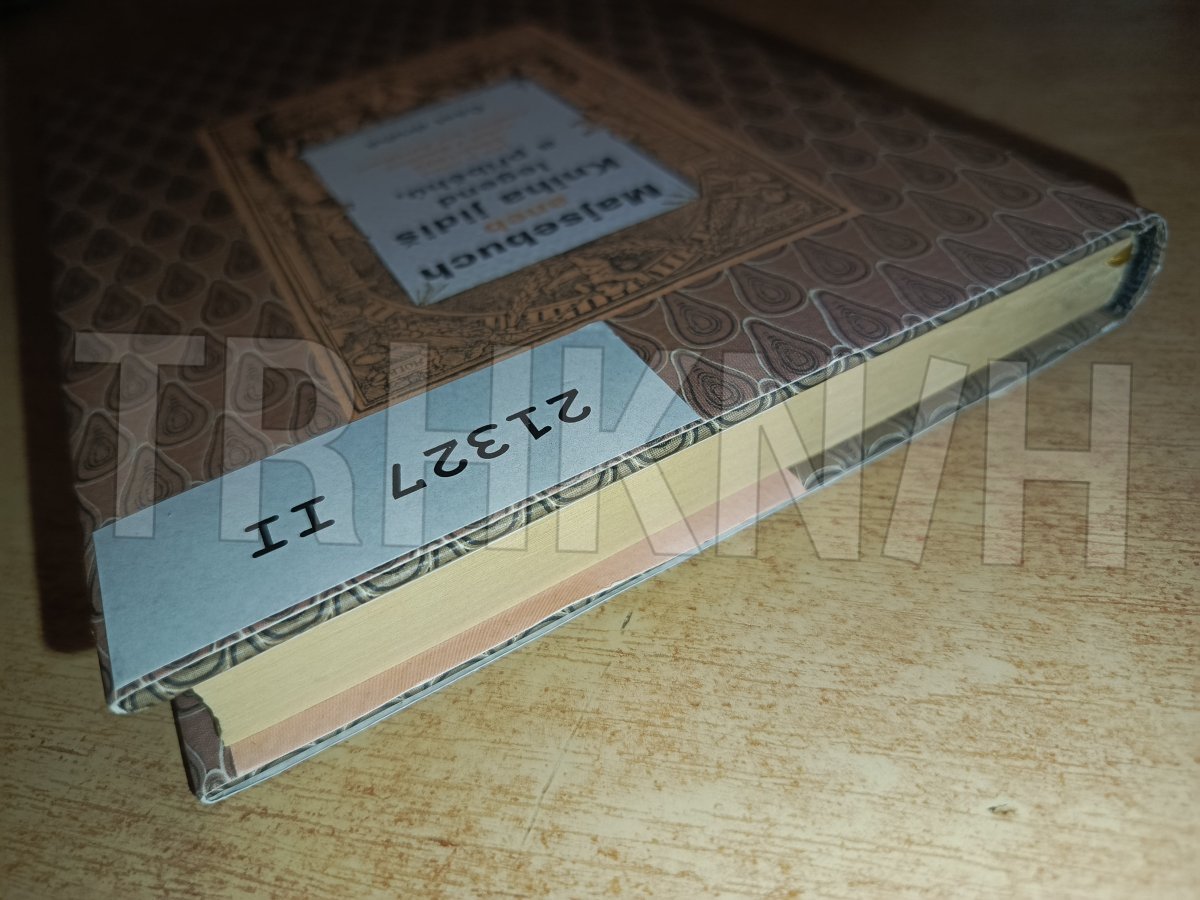 Majsebuch
aneb
Kniha jidiš
legend
a příběhů,
21327 II
TRHKNIH